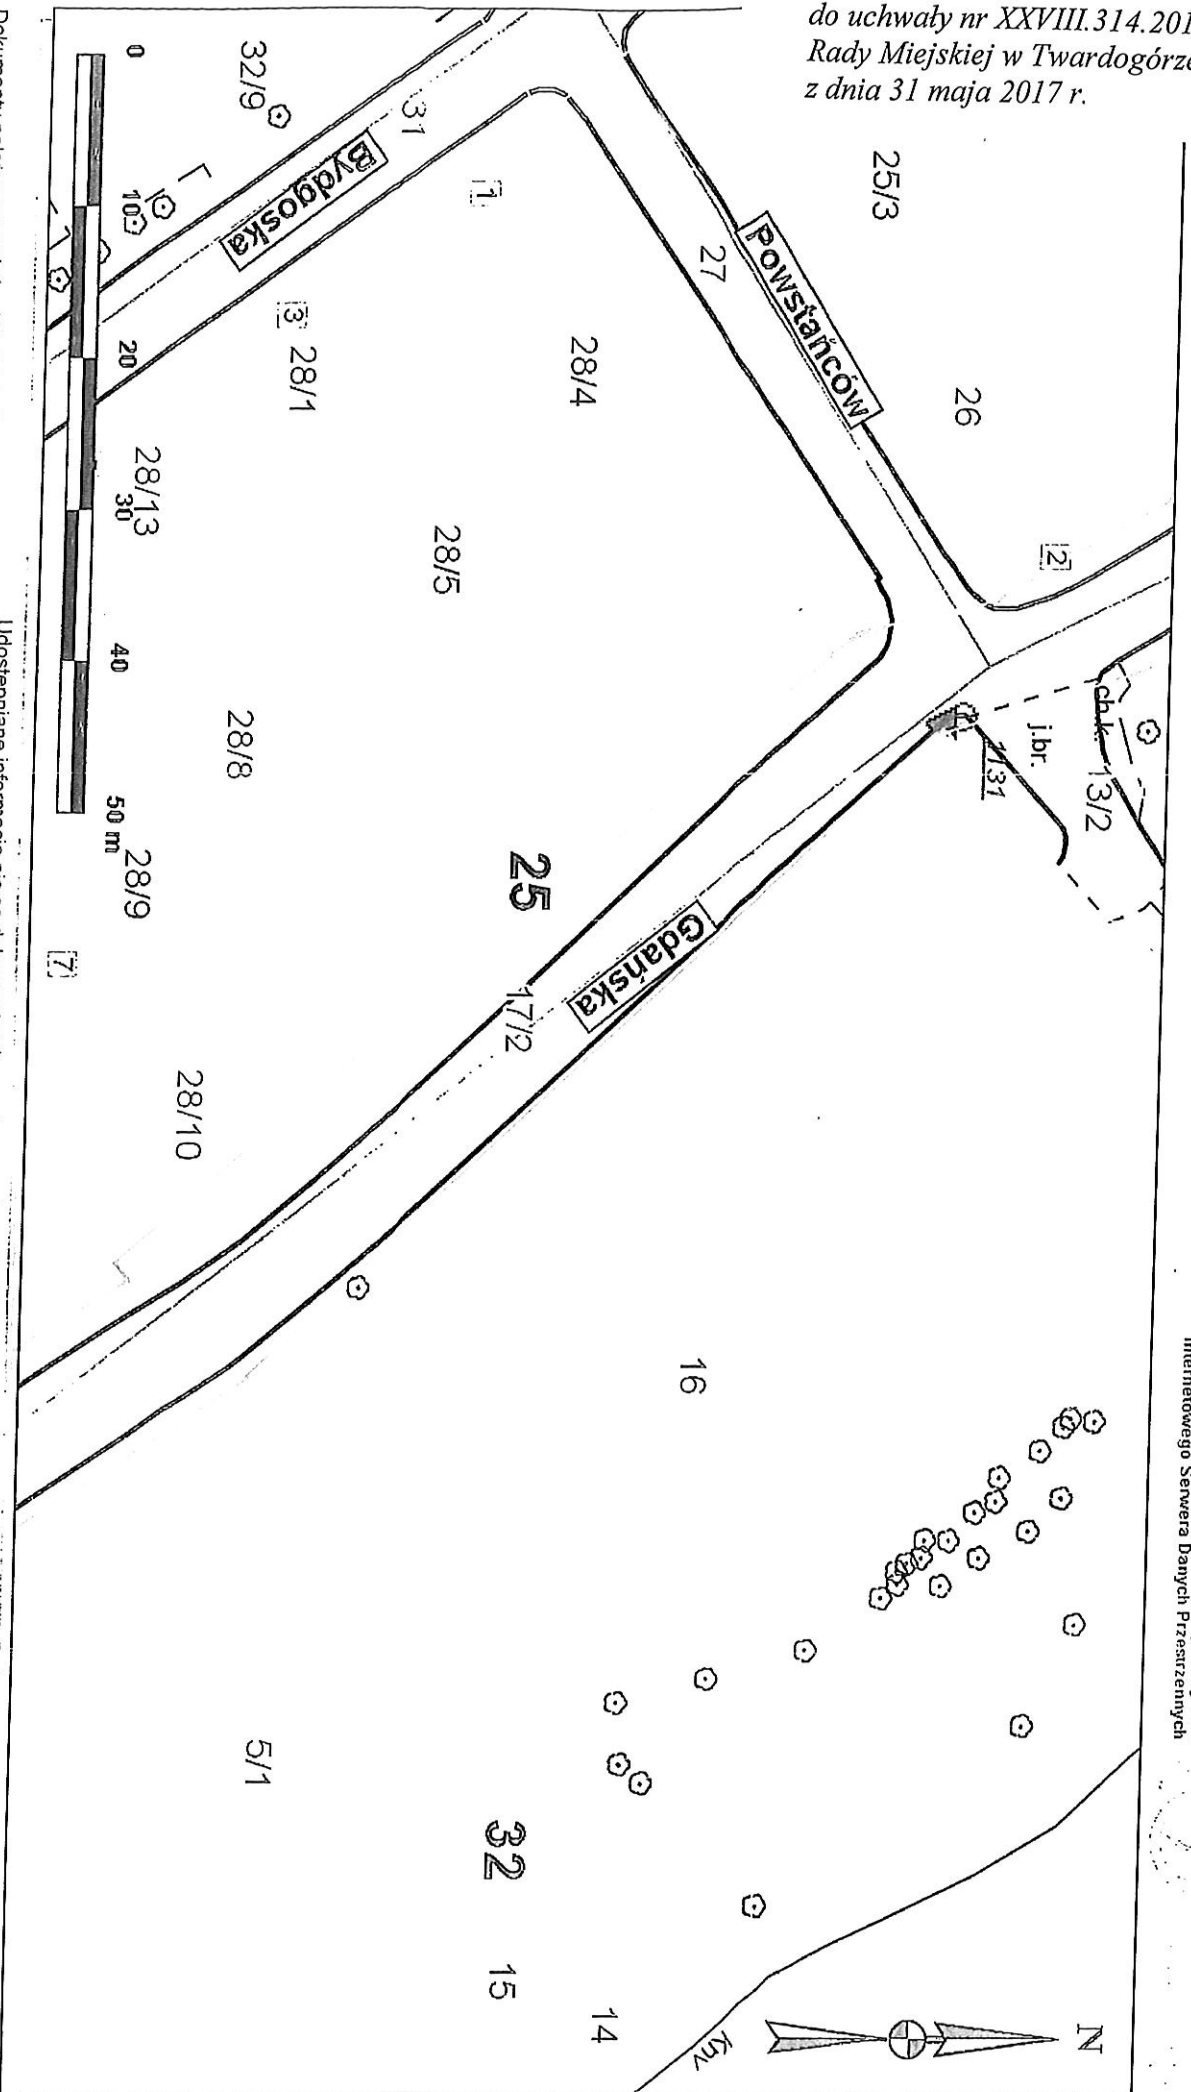 do uchwały nr XXVIII.314.201
Rady Miejskiej w Twardogórze
z dnia 31 maja 2017 r.
Internetowego Serwera Danych Przestrzennych
N
Knv
14
15
32
5/1
16
13/2
ch.k.
j.br.
131
2
26
25/3
Powstańców
27
Gdańska
17/2
25
28/4
28/5
28/8
28/9
28/10
28/13
28/1
1
3
7
Bydgoska
31
32/9
0
10
20
30
40
50 m